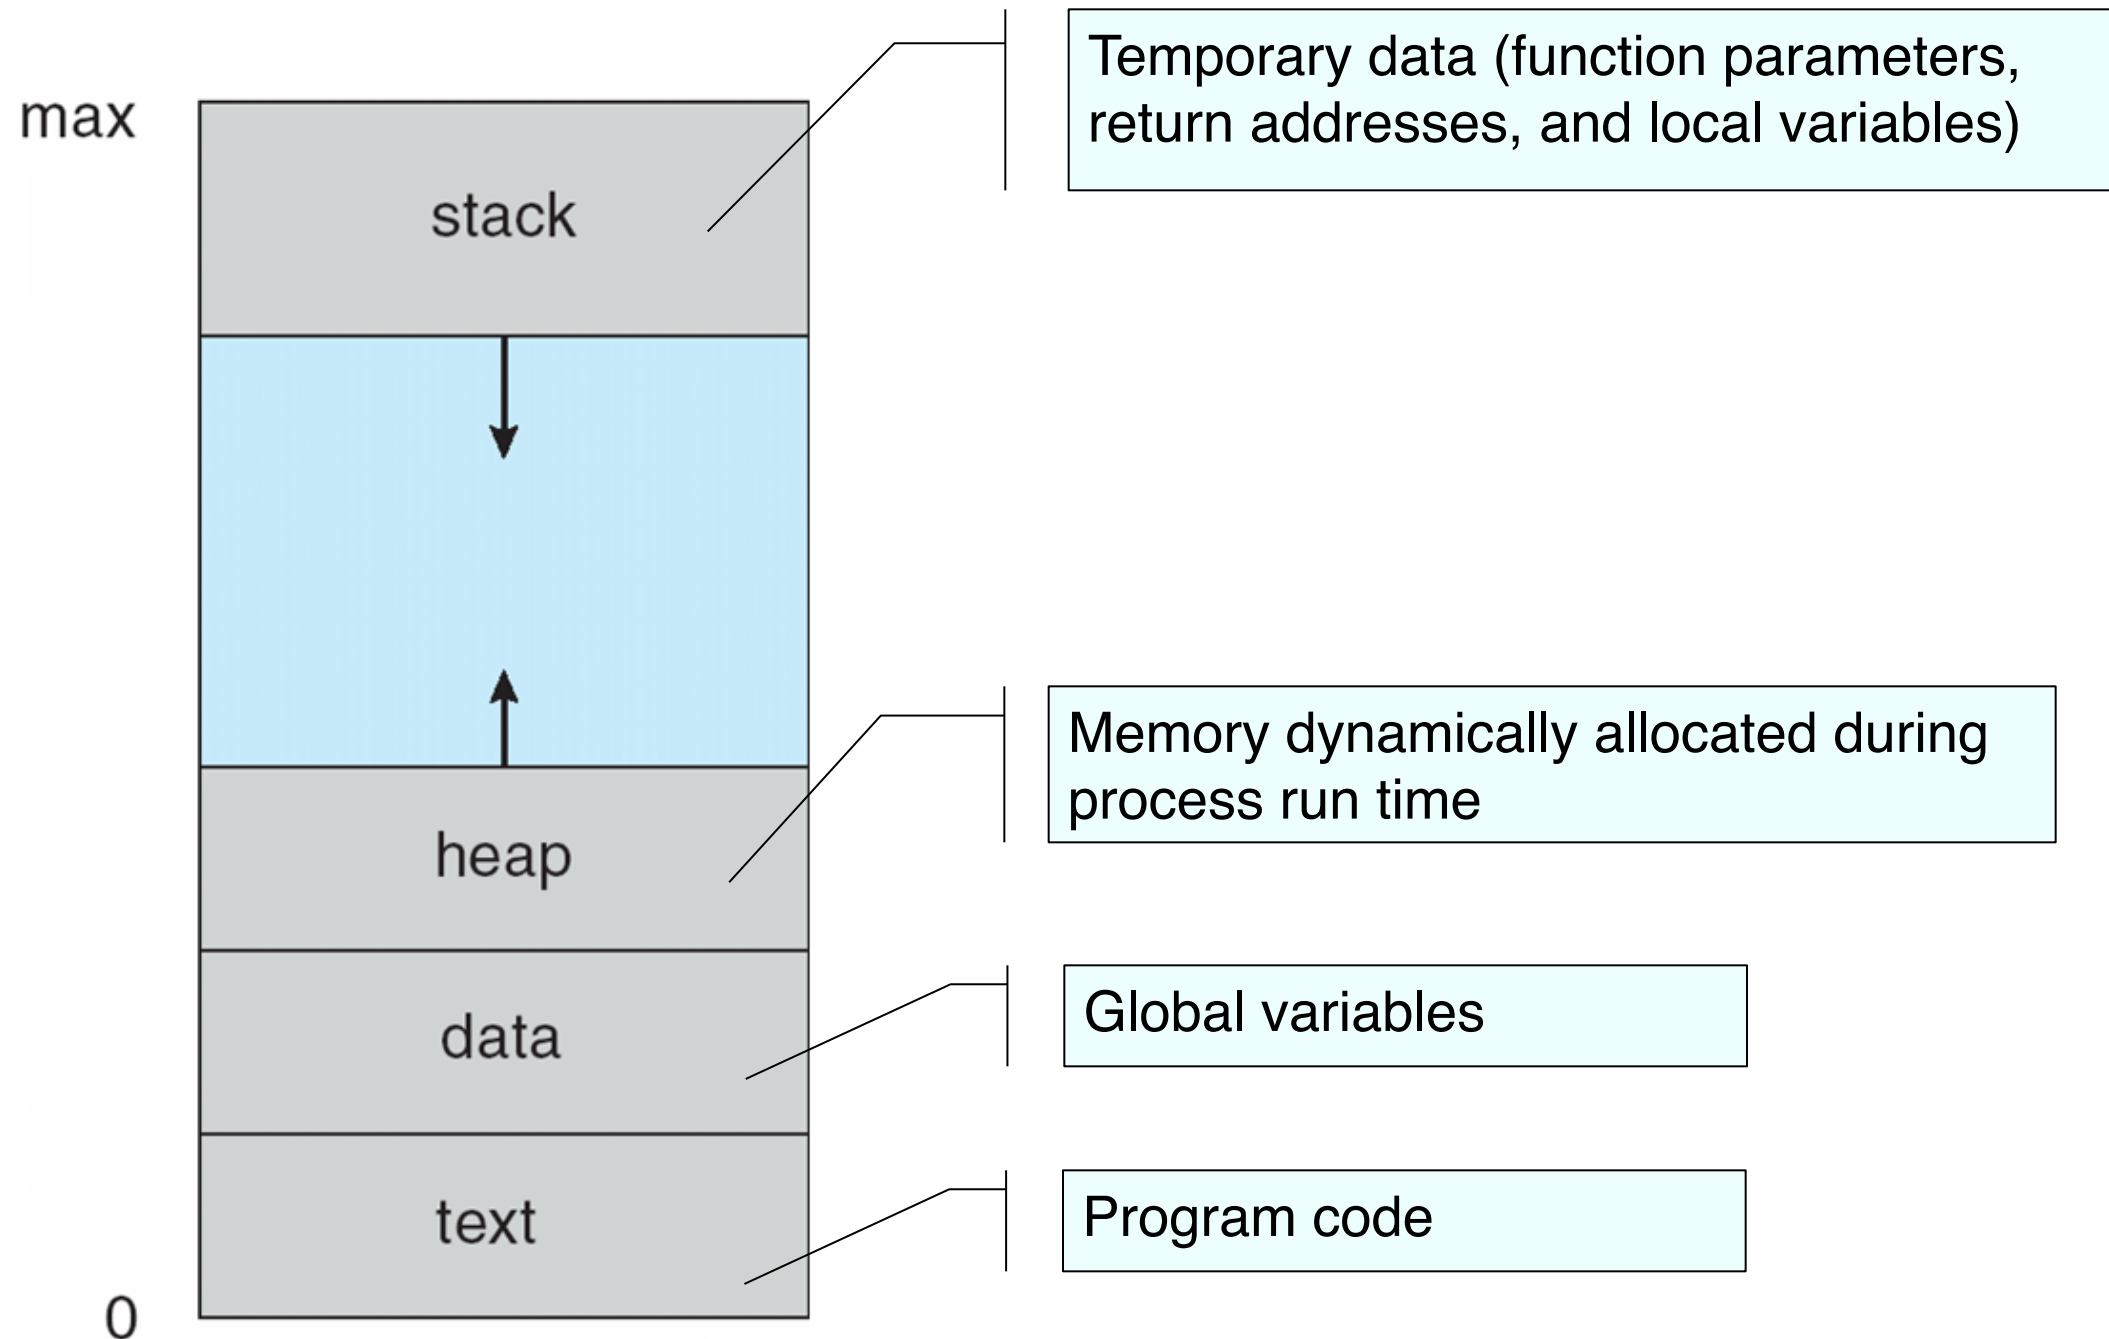 max
stack
heap
data
text
0
Temporary data (function parameters,
return addresses, and local variables)
Memory dynamically allocated during
process run time
Global variables
Program code